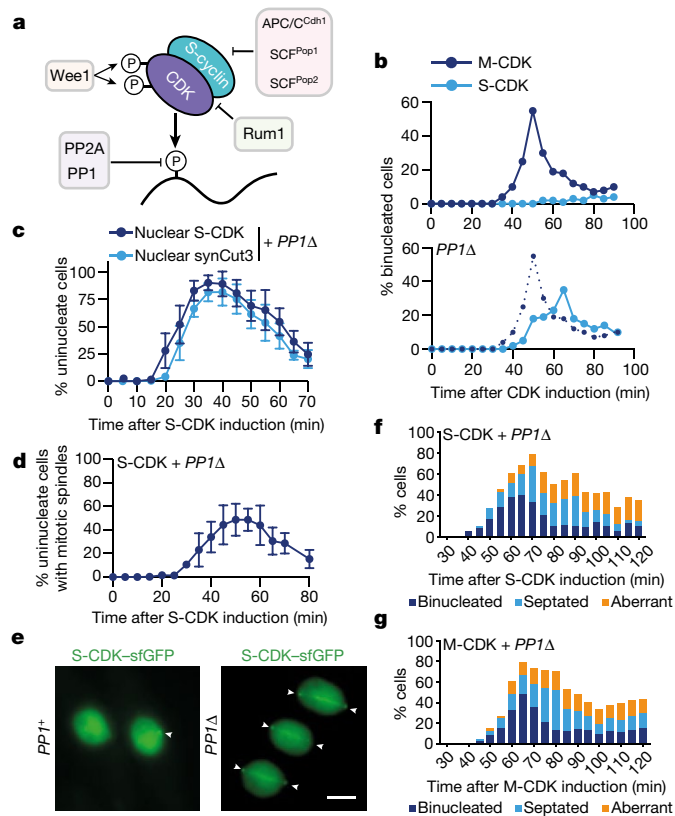 a
APC/C^Cdh1
SCF^Pop1
SCF^Pop2
S-cyclin
CDK
Wee1
P
P
Rum1
PP2A
PP1
P
b
M-CDK
S-CDK
% binucleated cells
60
40
20
0
0 20 40 60 80 100
PP1Δ
60
40
20
0
0 20 40 60 80 100
Time after CDK induction (min)
c
Nuclear S-CDK
Nuclear synCut3
+ PP1Δ
% uninucleate cells
100
75
50
25
0
0 10 20 30 40 50 60 70
Time after S-CDK induction (min)
d
S-CDK + PP1Δ
% uninucleate cells
with mitotic spindles
100
80
60
40
20
0
0 20 40 60 80
Time after S-CDK induction (min)
e
S-CDK–sfGFP
S-CDK–sfGFP
PP1+
PP1Δ
f
S-CDK + PP1Δ
% cells
100
80
60
40
20
0
30 40 50 60 70 80 90 100 110 120
Time after S-CDK induction (min)
Binucleated Septated Aberrant
g
M-CDK + PP1Δ
% cells
100
80
60
40
20
0
30 40 50 60 70 80 90 100 110 120
Time after M-CDK induction (min)
Binucleated Septated Aberrant